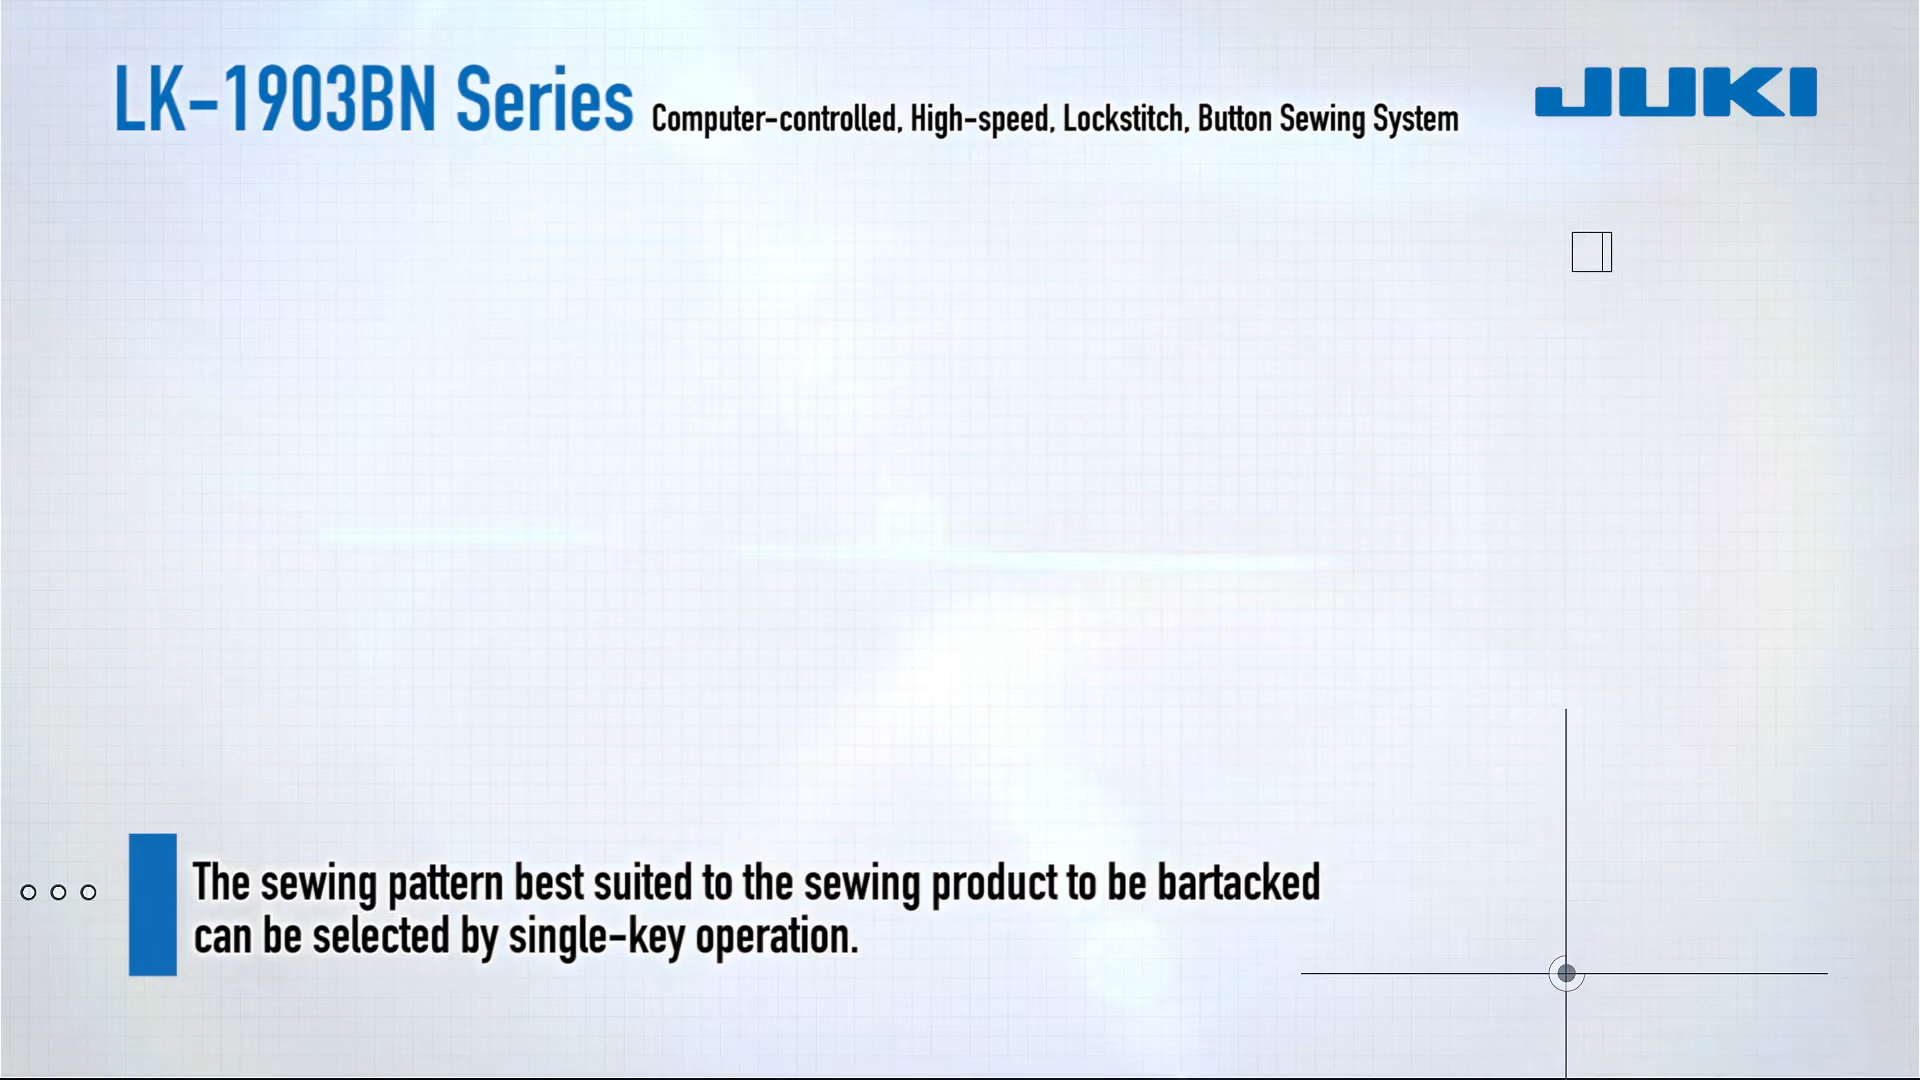 LK-1903BN Series Computer-controlled, High-speed, Lockstitch, Button Sewing System
JUKI
The sewing pattern best suited to the sewing product to be bartacked
can be selected by single-key operation.